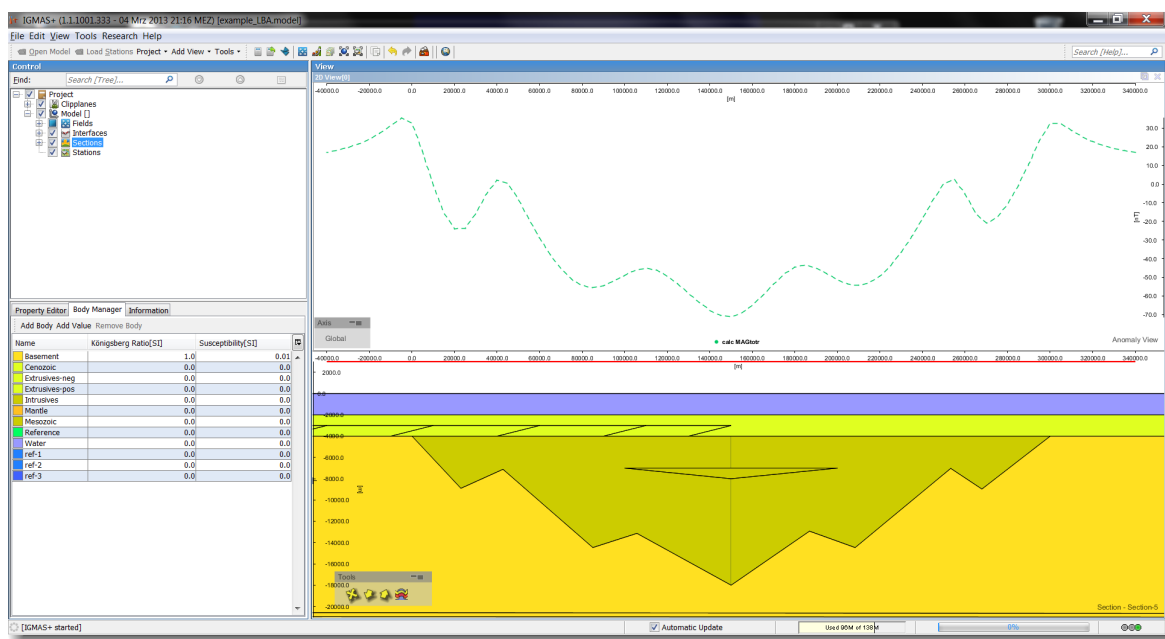 IGMAS+ (1.1.1001.333 - 04 Mrz 2013 21:16 MEZ) [example_LBA.model]
File Edit View Tools Research Help
Open Model Load Stations Project Add View Tools Search [Help]...
Control
Find: Search [Tree]...
Project
Clipplanes
Model []
Fields
Interfaces
Sections
Stations
Property Editor Body Manager Information
Add Body Add Value Remove Body
Name Königsberg Ratio[SI] Susceptibility[SI]
Basement 1.0 0.01
Cenozoic 0.0 0.0
Extrusives-neg 0.0 0.0
Extrusives-pos 0.0 0.0
Intrusives 0.0 0.0
Mantle 0.0 0.0
Mesozoic 0.0 0.0
Reference 0.0 0.0
Water 0.0 0.0
ref-1 0.0 0.0
ref-2 0.0 0.0
ref-3 0.0 0.0
View
2D View[0]
-40000.0 -20000.0 0.0 20000.0 40000.0 60000.0 80000.0 100000.0 120000.0 140000.0 160000.0 180000.0 200000.0 220000.0 240000.0 260000.0 280000.0 300000.0 320000.0 340000.0
[m]
30.0
20.0
10.0
0.0
-10.0
-20.0
[nT]
-30.0
-40.0
-50.0
-60.0
-70.0
Axis
Global
calc MAGtotr
Anomaly View
-40000.0 -20000.0 0.0 20000.0 40000.0 60000.0 80000.0 100000.0 120000.0 140000.0 160000.0 180000.0 200000.0 220000.0 240000.0 260000.0 280000.0 300000.0 320000.0 340000.0
[m]
2000.0
0.0
-2000.0
-4000.0
-6000.0
-8000.0
[m]
-10000.0
-12000.0
-14000.0
-16000.0
Tools
-18000.0
-20000.0
Section - Section-5
[IGMAS+ started] Automatic Update Used 90M of 138M 0%